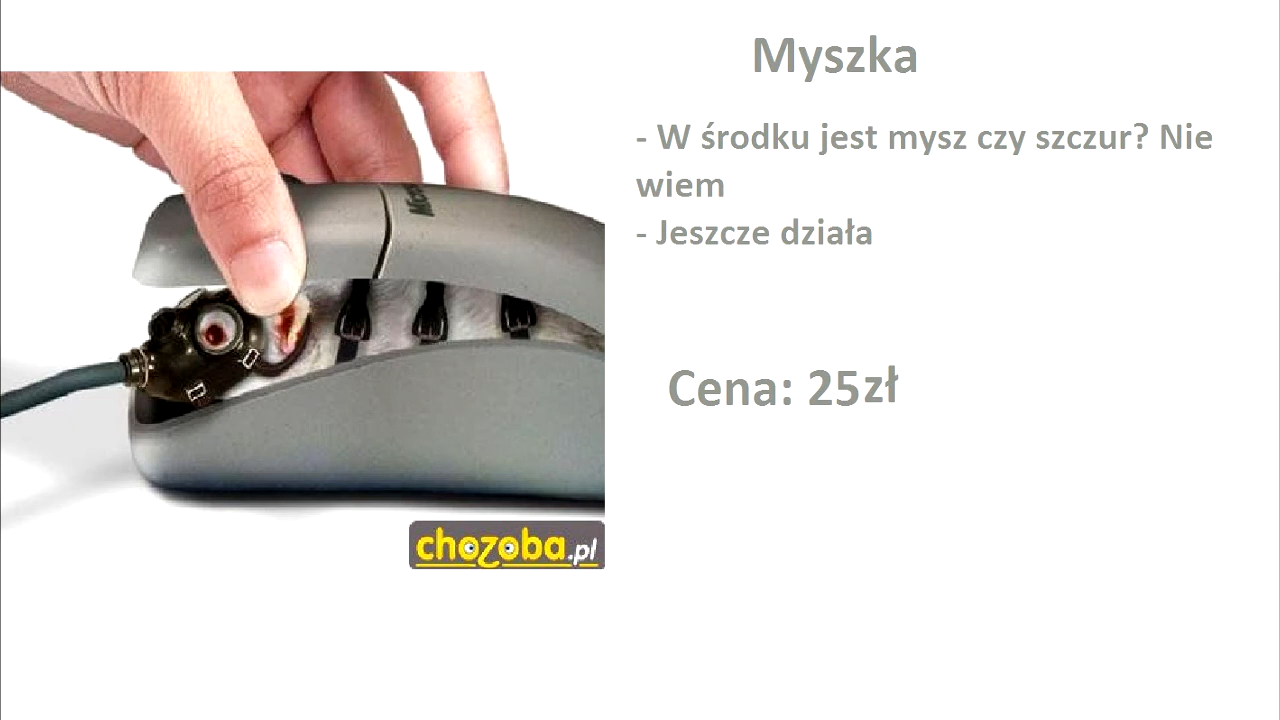 Myszka
- W środku jest mysz czy szczur? Nie
wiem
- Jeszcze działa
Cena: 25zł
chozoba.pl